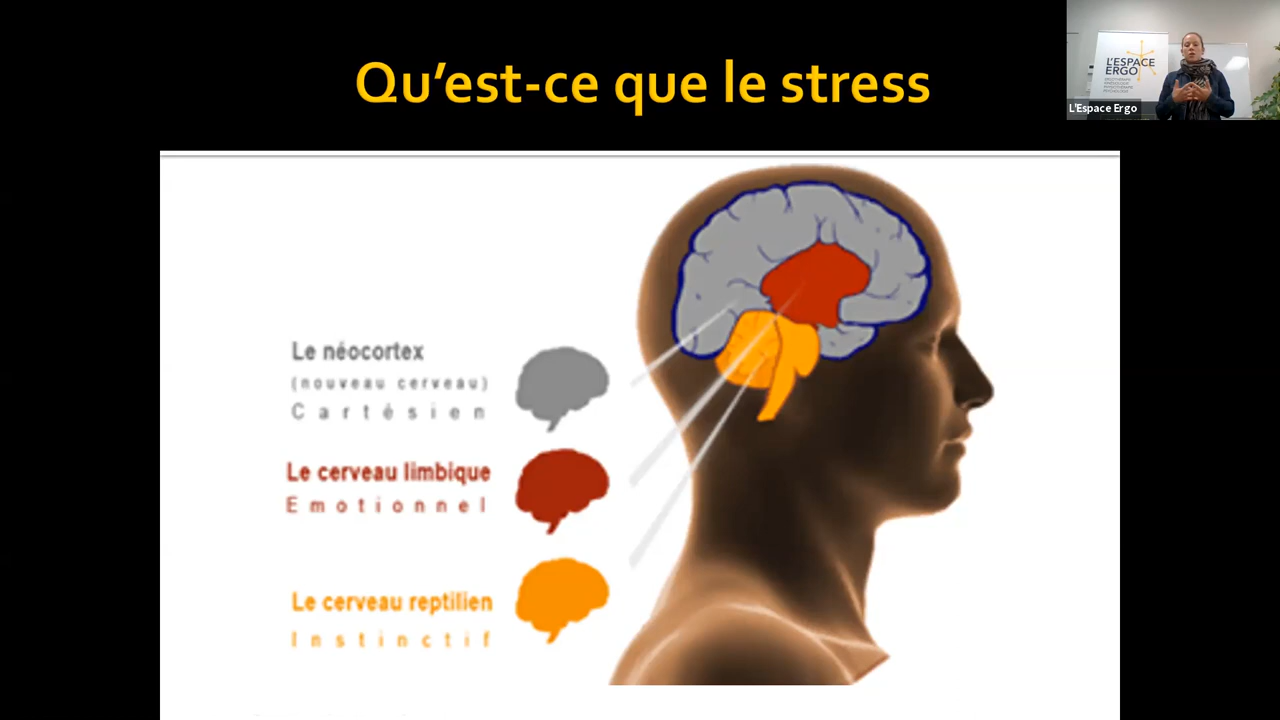 Qu’est-ce que le stress
L'ESPACE
ERGO
L'Espace Ergo
Le néocortex
(nouveau cerveau)
Cartésien
Le cerveau limbique
Emotionnel
Le cerveau reptilien
Instinctif